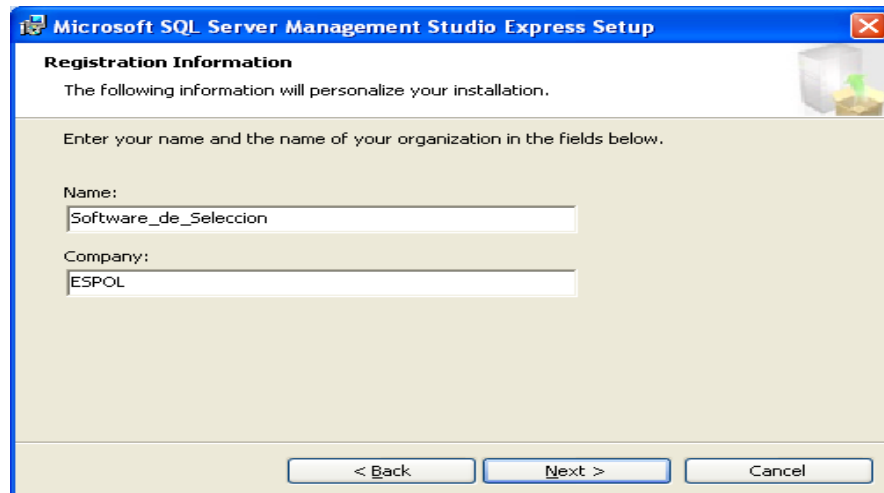 Microsoft SQL Server Management Studio Express Setup
Registration Information
The following information will personalize your installation.
Enter your name and the name of your organization in the fields below.
Name:
Software_de_Seleccion
Company:
ESPOL
< Back Next > Cancel